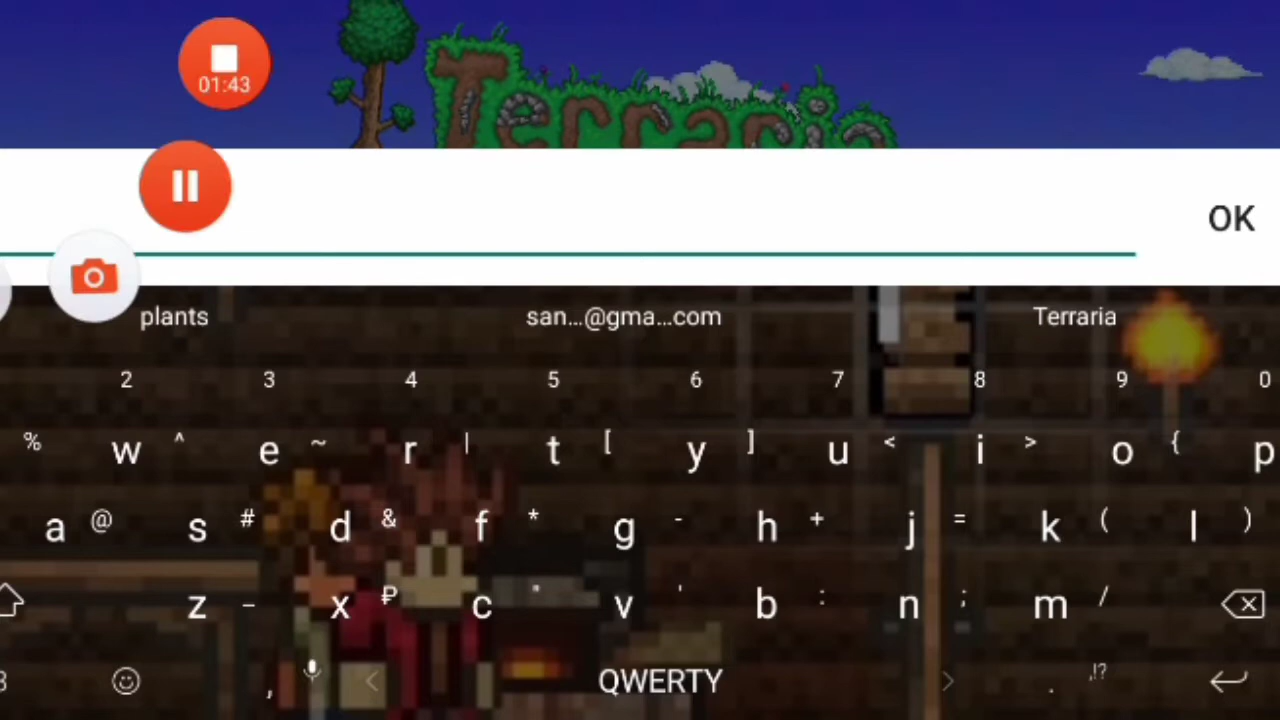 Terraria
01:43
OK
plants san...@gma...com Terraria
2 3 4 5 6 7 8 9 0
% w ^ e ~ r | t [ y ] u < i > o { p
a @ s # d & f * g - h + j = k ( l )
z _ x ₽ c " v ' b : n ; m /
, QWERTY . ,!?